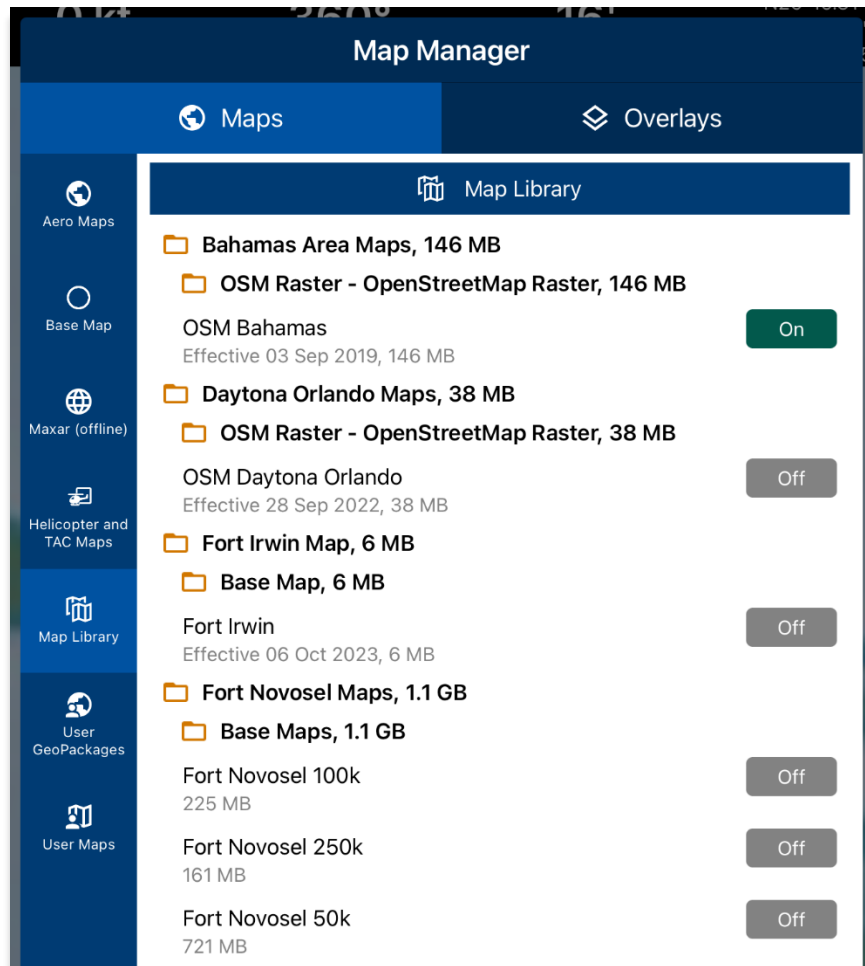 0 kt 360°
Map Manager
Maps
Overlays
Aero Maps
Base Map
Maxar (offline)
Helicopter and
TAC Maps
Map Library
User
GeoPackages
User Maps
Map Library
Bahamas Area Maps, 146 MB
OSM Raster - OpenStreetMap Raster, 146 MB
OSM Bahamas
On
Effective 03 Sep 2019, 146 MB
Daytona Orlando Maps, 38 MB
OSM Raster - OpenStreetMap Raster, 38 MB
OSM Daytona Orlando
Off
Effective 28 Sep 2022, 38 MB
Fort Irwin Map, 6 MB
Base Map, 6 MB
Fort Irwin
Off
Effective 06 Oct 2023, 6 MB
Fort Novosel Maps, 1.1 GB
Base Maps, 1.1 GB
Fort Novosel 100k
Off
225 MB
Fort Novosel 250k
Off
161 MB
Fort Novosel 50k
Off
721 MB